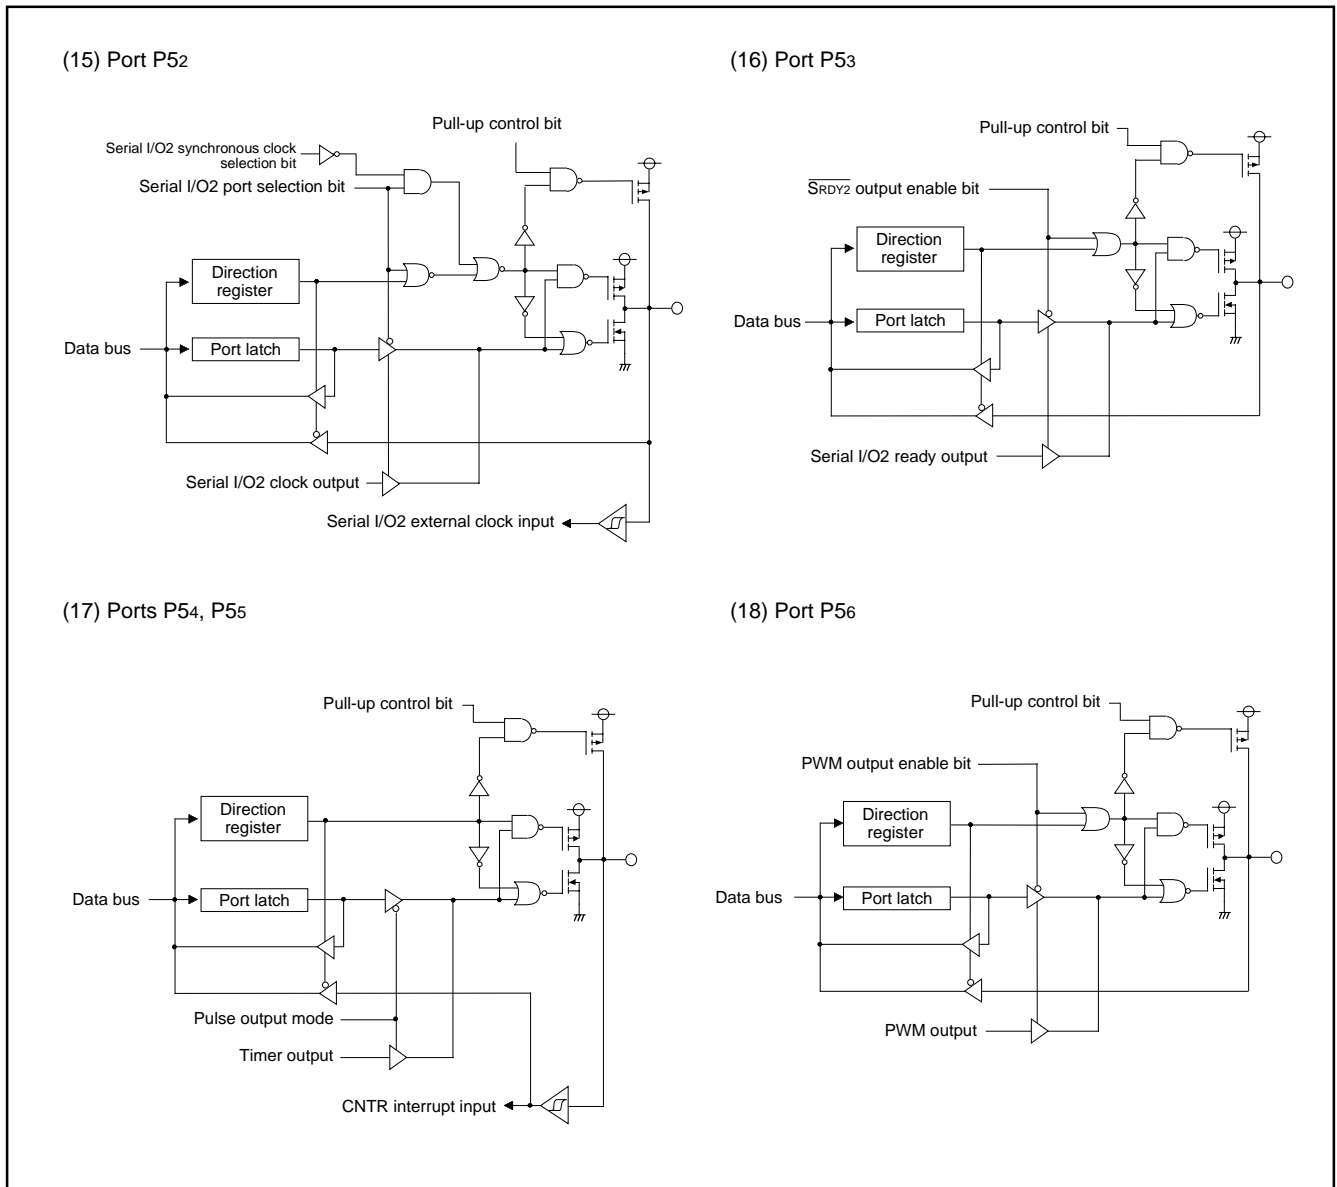 (15) Port P52
Pull-up control bit
Serial I/O2 synchronous clock
selection bit
Serial I/O2 port selection bit
Direction
register
Data bus
Port latch
Serial I/O2 clock output
Serial I/O2 external clock input
(16) Port P53
Pull-up control bit
SRDY2 output enable bit
Direction
register
Data bus
Port latch
Serial I/O2 ready output
(17) Ports P54, P55
Pull-up control bit
Direction
register
Data bus
Port latch
Pulse output mode
Timer output
CNTR interrupt input
(18) Port P56
Pull-up control bit
PWM output enable bit
Direction
register
Data bus
Port latch
PWM output